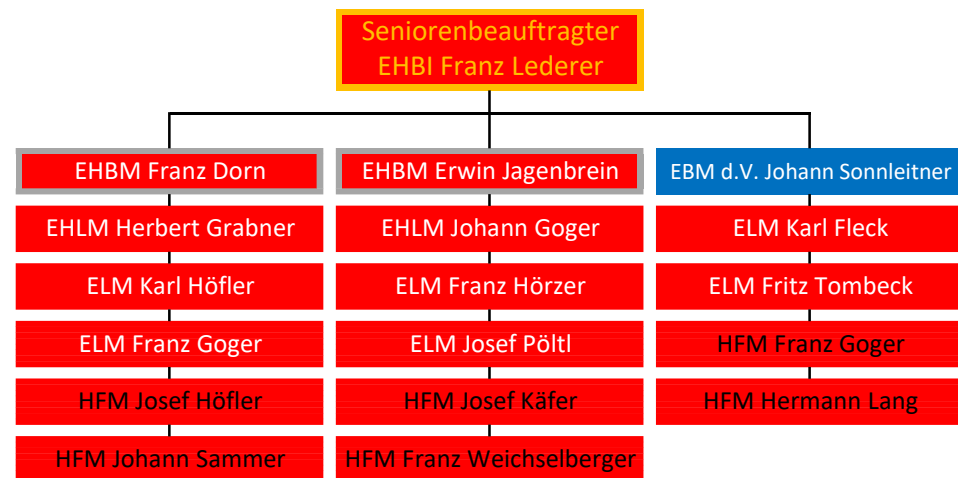 Seniorenbeauftragter
EHBI Franz Lederer
EHBM Franz Dorn
EHLM Herbert Grabner
ELM Karl Höfler
ELM Franz Goger
HFM Josef Höfler
HFM Johann Sammer
EHBM Erwin Jagenbrein
EHLM Johann Goger
ELM Franz Hörzer
ELM Josef Pöltl
HFM Josef Käfer
HFM Franz Weichselberger
EBM d.V. Johann Sonnleitner
ELM Karl Fleck
ELM Fritz Tombeck
HFM Franz Goger
HFM Hermann Lang